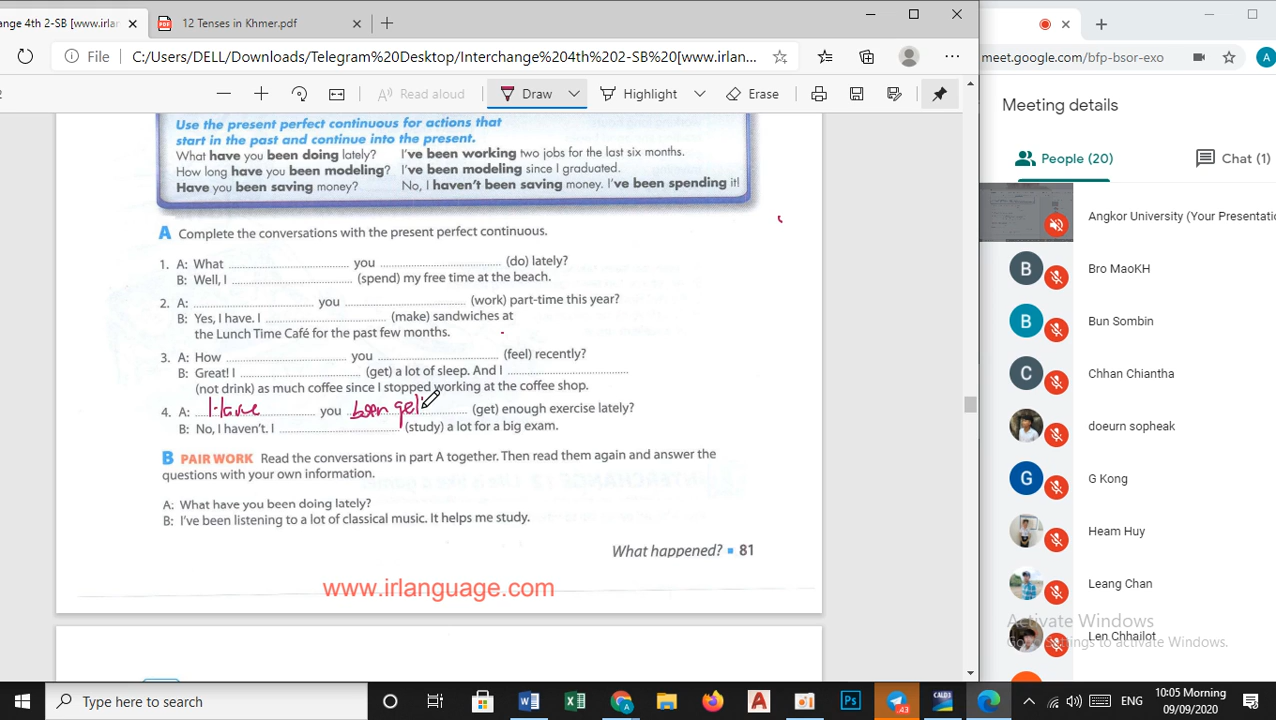 ange 4th 2-SB [www.irlan
12 Tenses in Khmer.pdf
File
C:/Users/DELL/Downloads/Telegram%20Desktop/Interchange%204th%202-SB%20[www.irlan...
meet.google.com/bfp-bsor-exo
A
Read aloud
Draw
Highlight
Erase
Meeting details
People (20)
Chat (1)
Use the present perfect continuous for actions that
start in the past and continue into the present.
What have you been doing lately? I've been working two jobs for the last six months.
How long have you been modeling? I've been modeling since I graduated.
Have you been saving money? No, I haven't been saving money. I've been spending it!
A Complete the conversations with the present perfect continuous.
1. A: What ........ you ........ (do) lately?
B: Well, I ........ (spend) my free time at the beach.
2. A: ........ you ........ (work) part-time this year?
B: Yes, I have. I ........ (make) sandwiches at
the Lunch Time Café for the past few months.
3. A: How ........ you ........ (feel) recently?
B: Great! I ........ (get) a lot of sleep. And I ........
(not drink) as much coffee since I stopped working at the coffee shop.
4. A: Have you been (get) enough exercise lately?
B: No, I haven't. I ........ (study) a lot for a big exam.
B PAIR WORK Read the conversations in part A together. Then read them again and answer the
questions with your own information.
A: What have you been doing lately?
B: I've been listening to a lot of classical music. It helps me study.
What happened? ■ 81
www.irlanguage.com
Angkor University (Your Presentatio
B
Bro MaoKH
B
Bun Sombin
C
Chhan Chiantha
doeurn sopheak
G
G Kong
Heam Huy
Leang Chan
Len Chhailot
Activate Windows
Go to Settings to activate Windows.
Type here to search
43
CALD3
ENG
10:05 Morning
09/09/2020